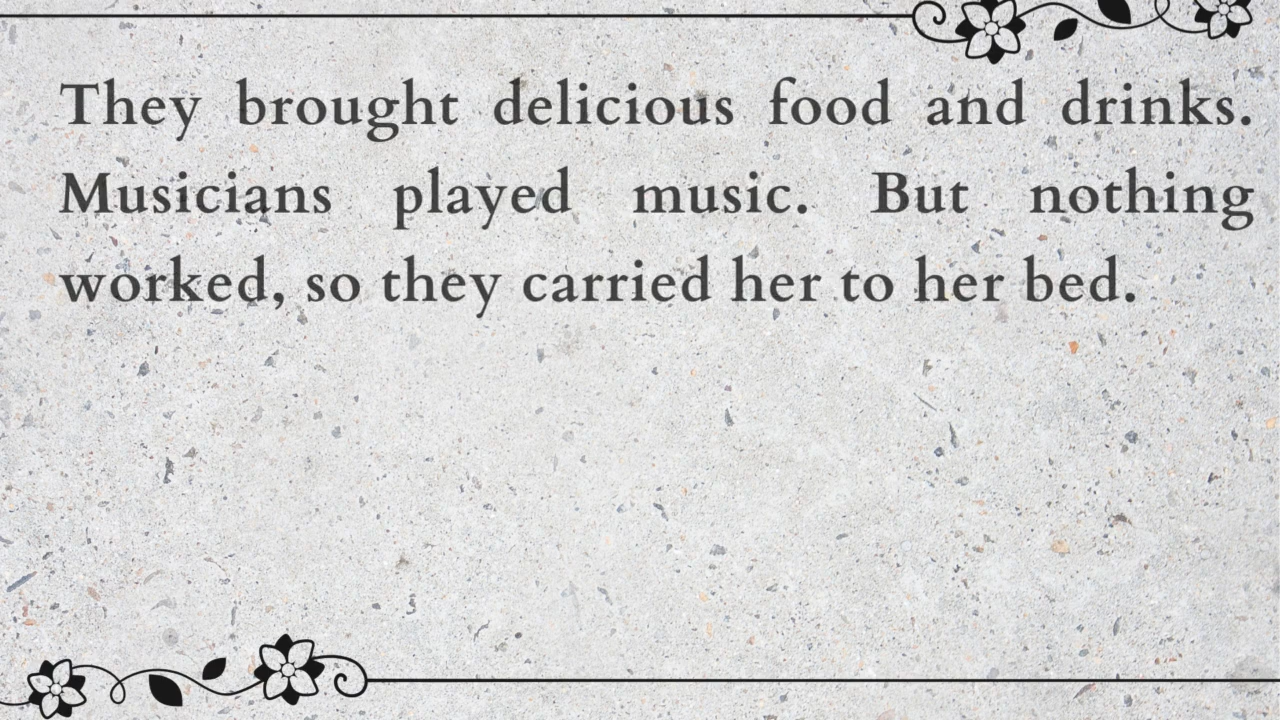 They brought delicious food and drinks.
Musicians played music. But nothing
worked, so they carried her to her bed.